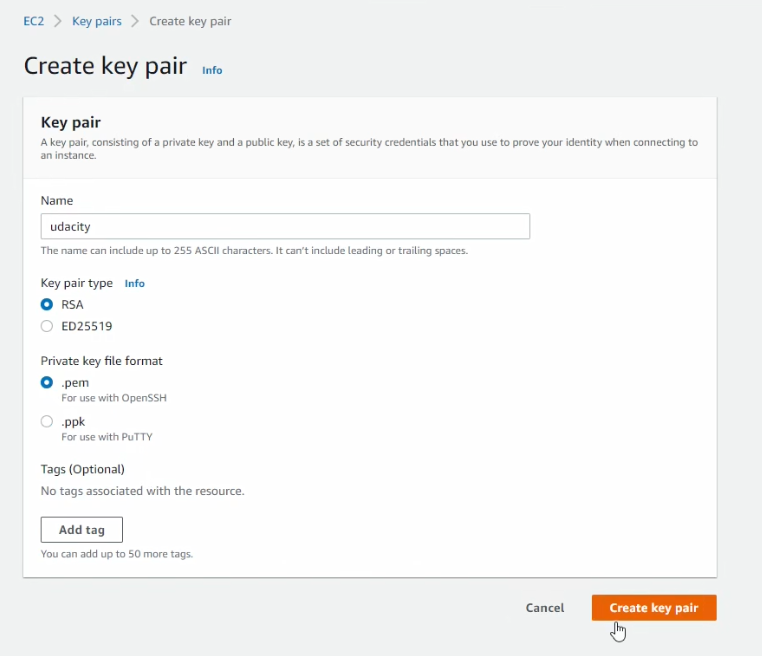 EC2 > Key pairs > Create key pair
Create key pair Info
Key pair
A key pair, consisting of a private key and a public key, is a set of security credentials that you use to prove your identity when connecting to
an instance.
Name
udacity
The name can include up to 255 ASCII characters. It can't include leading or trailing spaces.
Key pair type Info
RSA
ED25519
Private key file format
.pem
For use with OpenSSH
.ppk
For use with PuTTY
Tags (Optional)
No tags associated with the resource.
Add tag
You can add up to 50 more tags.
Cancel Create key pair